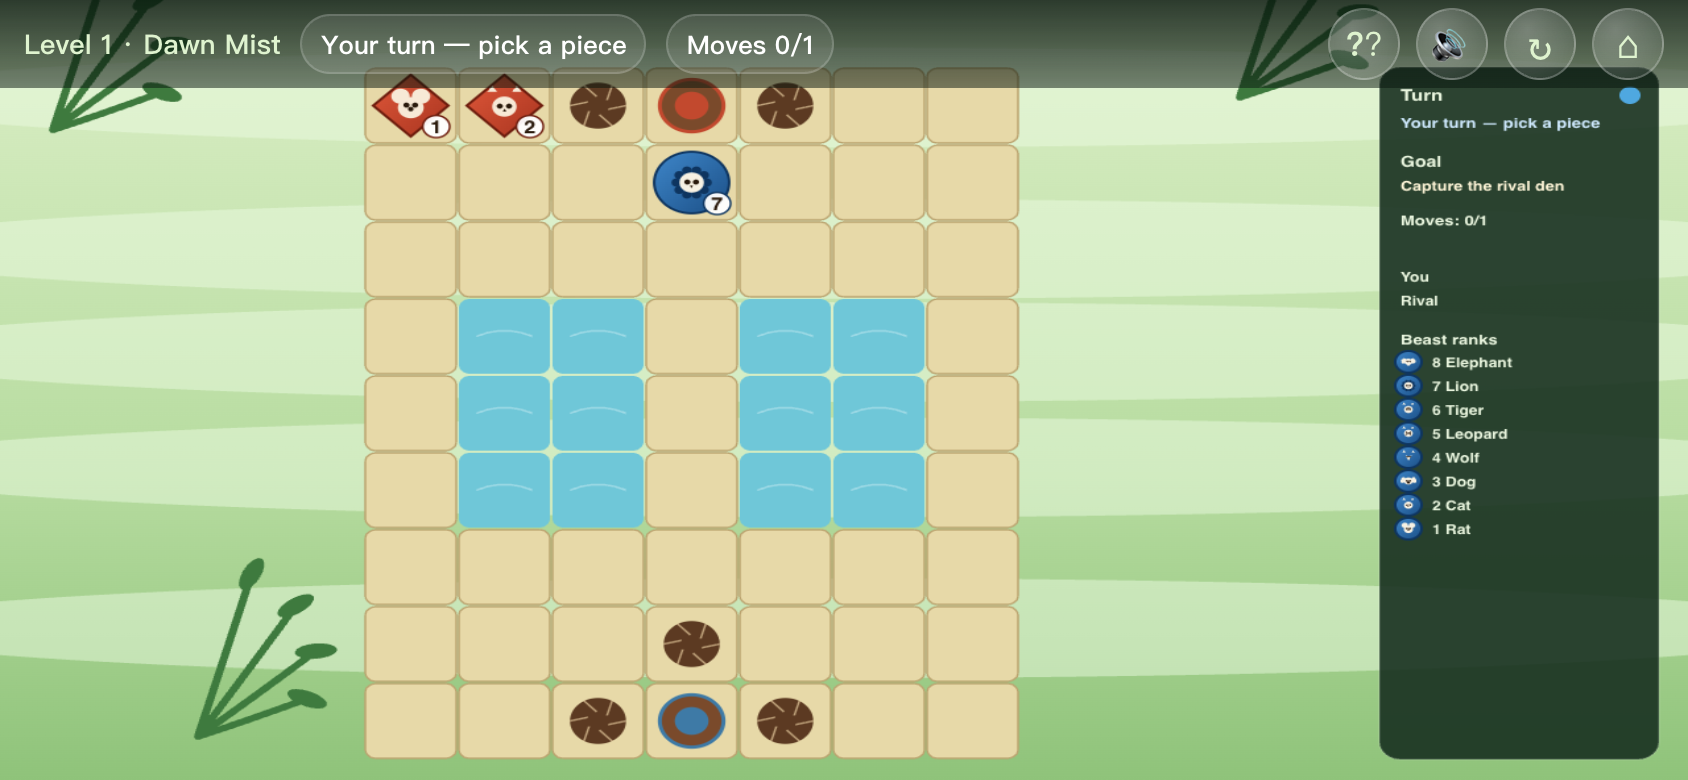 Level 1 · Dawn Mist
Your turn — pick a piece
Moves 0/1
??
1
2
7
Turn
Your turn — pick a piece
Goal
Capture the rival den
Moves: 0/1
You
Rival
Beast ranks
8 Elephant
7 Lion
6 Tiger
5 Leopard
4 Wolf
3 Dog
2 Cat
1 Rat